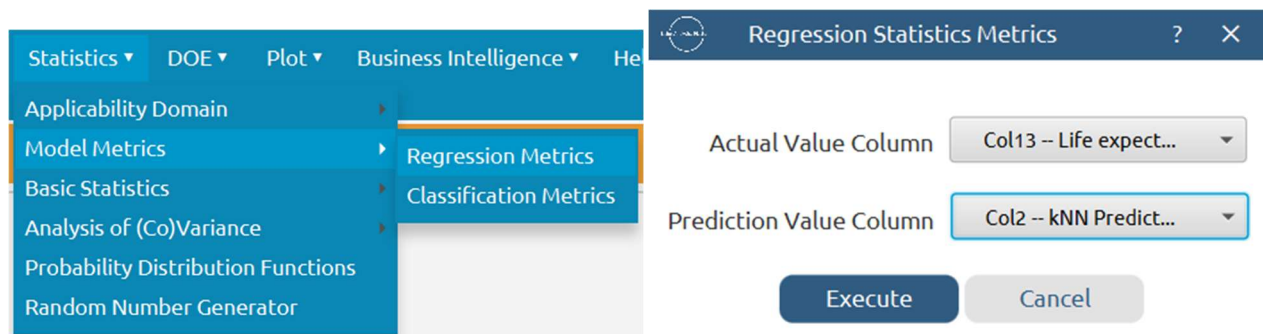 Statistics ▾ DOE ▾ Plot ▾ Business Intelligence ▾ Hel
Applicability Domain
Model Metrics
Basic Statistics
Analysis of (Co)Variance
Probability Distribution Functions
Random Number Generator
Regression Metrics
Classification Metrics
Regression Statistics Metrics ? ×
Actual Value Column Col13 -- Life expect...
Prediction Value Column Col2 -- kNN Predict...
Execute Cancel